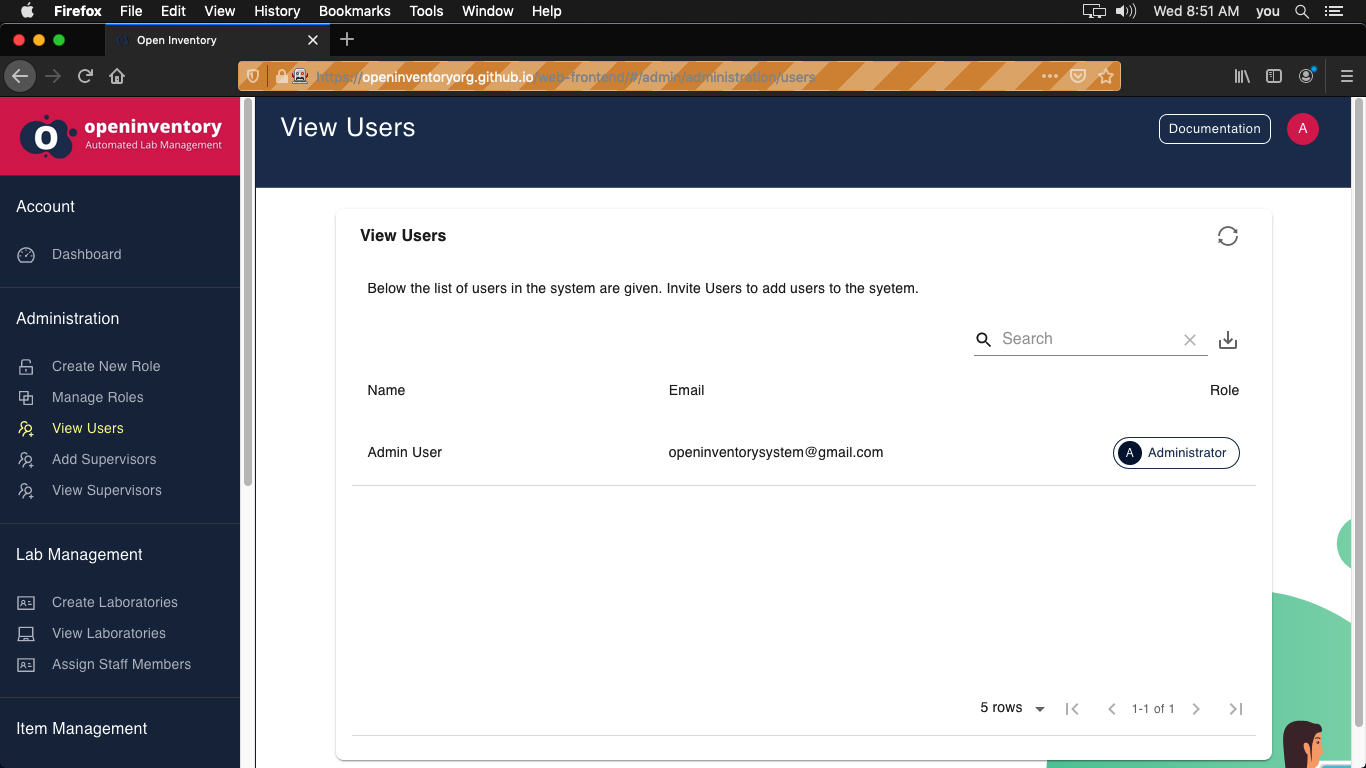 Firefox File Edit View History Bookmarks Tools Window Help Wed 8:51 AM you
Open Inventory
https://openinventoryorg.github.io/web-frontend/#/admin/administration/users
openinventory
Automated Lab Management
View Users
Documentation
A
Account
Dashboard
Administration
Create New Role
Manage Roles
View Users
Add Supervisors
View Supervisors
Lab Management
Create Laboratories
View Laboratories
Assign Staff Members
Item Management
View Users
Below the list of users in the system are given. Invite Users to add users to the syetem.
Search
Name Email Role
Admin User openinventorysystem@gmail.com A Administrator
5 rows 1-1 of 1